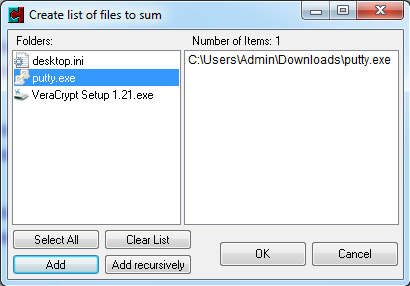 Create list of files to sum
Folders:
Number of Items: 1
desktop.ini
putty.exe
VeraCrypt Setup 1.21.exe
C:\Users\Admin\Downloads\putty.exe
Select All
Clear List
Add
Add recursively
OK
Cancel